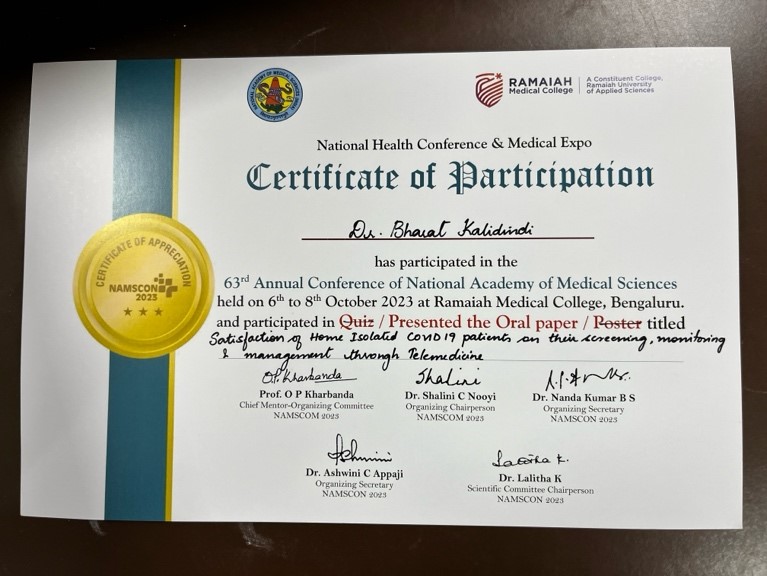 RAMAIAH
Medical College
A Constituent College,
Ramaiah University
of Applied Sciences
National Health Conference & Medical Expo
Certificate of Participation
Dr. Bharat Kalidindi
has participated in the
63rd Annual Conference of National Academy of Medical Sciences
held on 6th to 8th October 2023 at Ramaiah Medical College, Bengaluru.
and participated in Quiz / Presented the Oral paper / Poster titled
Satisfaction of Home Isolated COVID 19 patients on their screening, monitoring
& management through Telemedicine
CERTIFICATE OF APPRECIATION
NAMSCON
2023
O.P. Kharbanda
Shalini
Prof. O P Kharbanda
Chief Mentor-Organizing Committee
NAMSCOM 2023
Dr. Shalini C Nooyi
Organizing Chairperson
NAMSCOM 2023
Dr. Nanda Kumar B S
Organizing Secretary
NAMSCON 2023
Ashwini
Lalitha K.
Dr. Ashwini C Appaji
Organizing Secretary
NAMSCON 2023
Dr. Lalitha K
Scientific Committee Chairperson
NAMSCON 2023